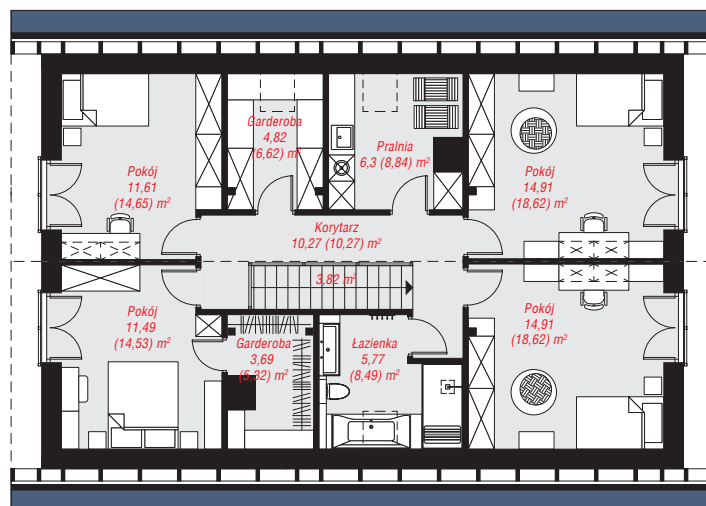 Garderoba
4,82
(6,62) m²
Pralnia
6,3 (8,84) m²
Pokój
11,61
(14,65) m²
Pokój
14,91
(18,62) m²
Korytarz
10,27 (10,27) m²
3,82 m²
Pokój
11,49
(14,53) m²
Garderoba
3,69
(5,32) m²
Łazienka
5,77
(8,49) m²
Pokój
14,91
(18,62) m²